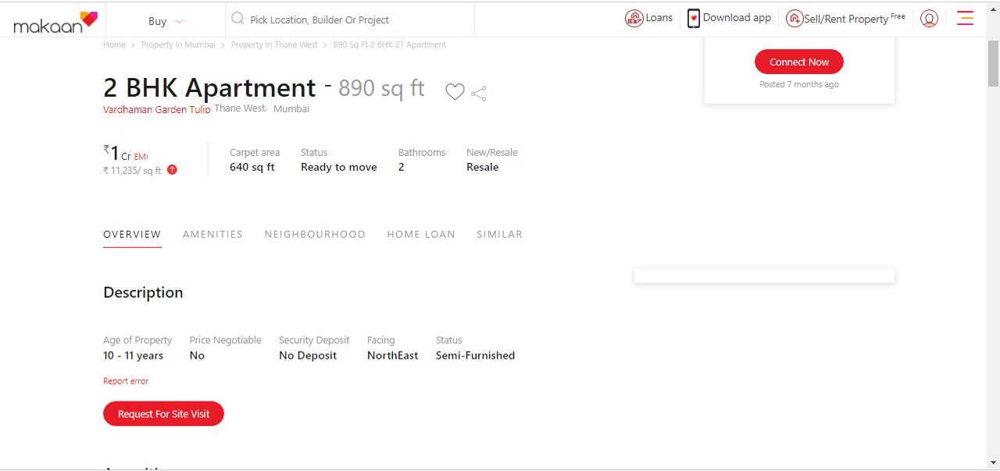 makaan
Buy
Pick Location, Builder Or Project
Loans
Download app
Sell/Rent Property Free
Home > Property In Mumbai > Property In Thane West > 890 Sq Ft 2 BHK 2T Apartment
Connect Now
Posted 7 months ago
2 BHK Apartment - 890 sq ft
Vardhaman Garden Tulip Thane West, Mumbai
₹1 Cr EMI
₹ 11,235/ sq ft
Carpet area Status Bathrooms New/Resale
640 sq ft Ready to move 2 Resale
OVERVIEW AMENITIES NEIGHBOURHOOD HOME LOAN SIMILAR
Description
Age of Property Price Negotiable Security Deposit Facing Status
10 - 11 years No No Deposit NorthEast Semi-Furnished
Report error
Request For Site Visit